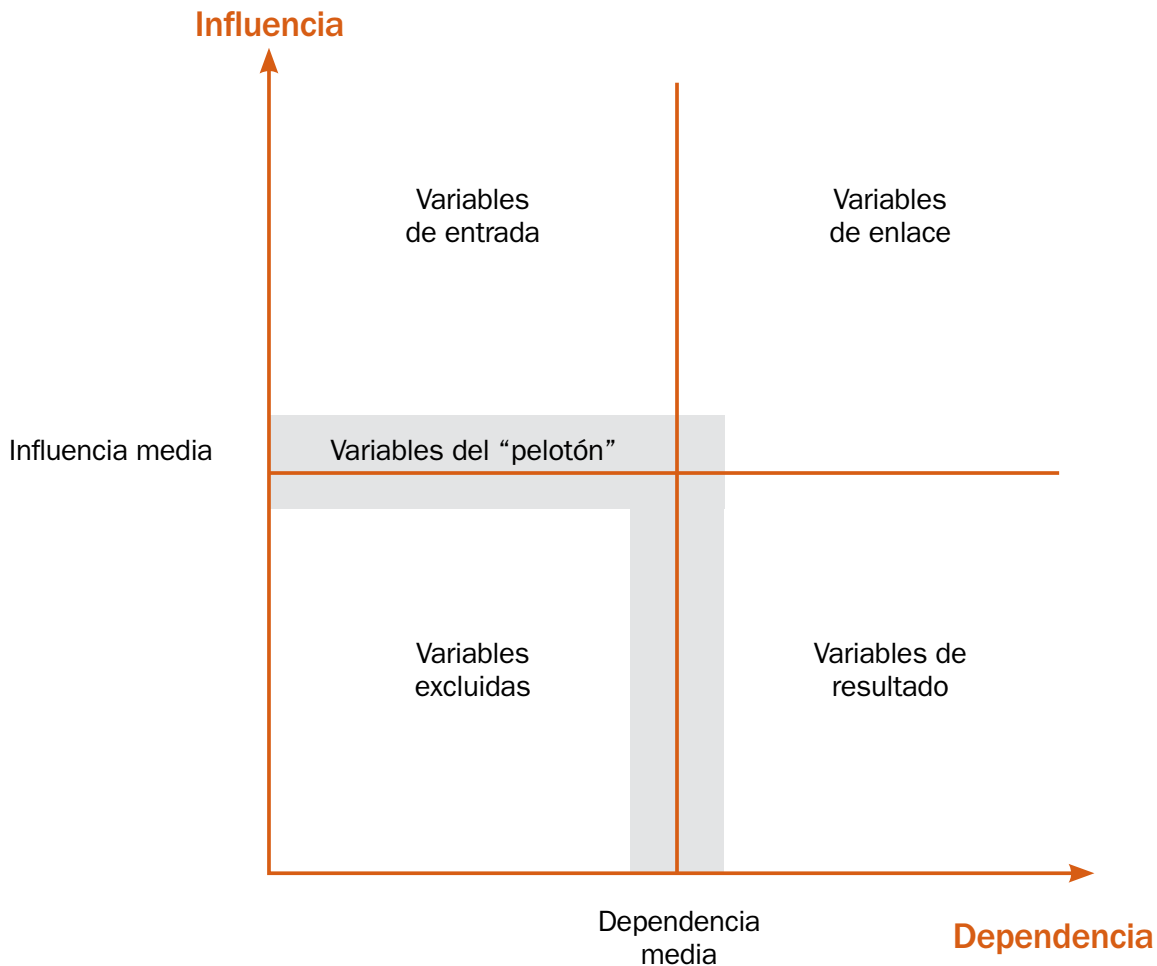 Influencia
Variables
de entrada
Variables
de enlace
Influencia media
Variables del “pelotón”
Variables
excluidas
Variables de
resultado
Dependencia
media
Dependencia